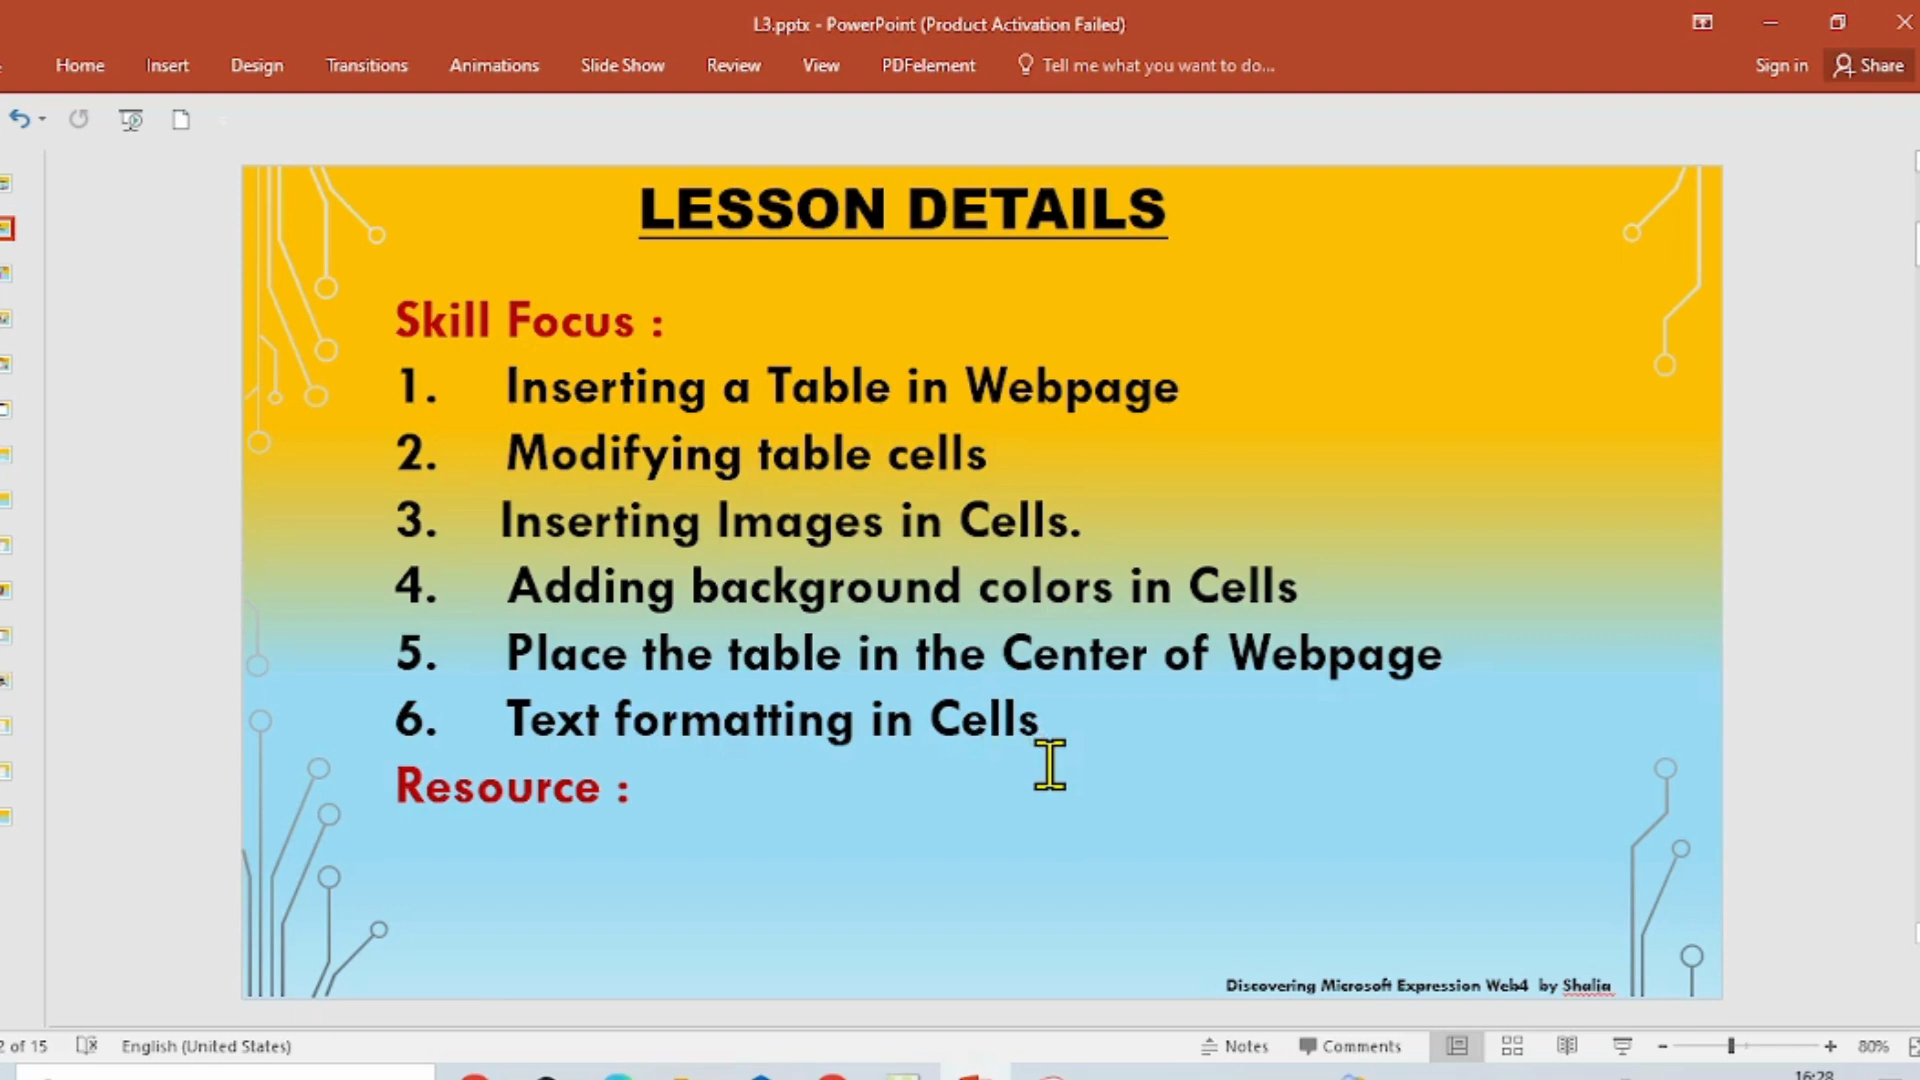 L3.pptx - PowerPoint (Product Activation Failed)
Home Insert Design Transitions Animations Slide Show Review View PDFelement Tell me what you want to do... Sign in Share
LESSON DETAILS
Skill Focus :
1. Inserting a Table in Webpage
2. Modifying table cells
3. Inserting Images in Cells.
4. Adding background colors in Cells
5. Place the table in the Center of Webpage
6. Text formatting in Cells
Resource :
Discovering Microsoft Expression Web4 by Shalia
2 of 15 English (United States) Notes Comments 80%
16:28